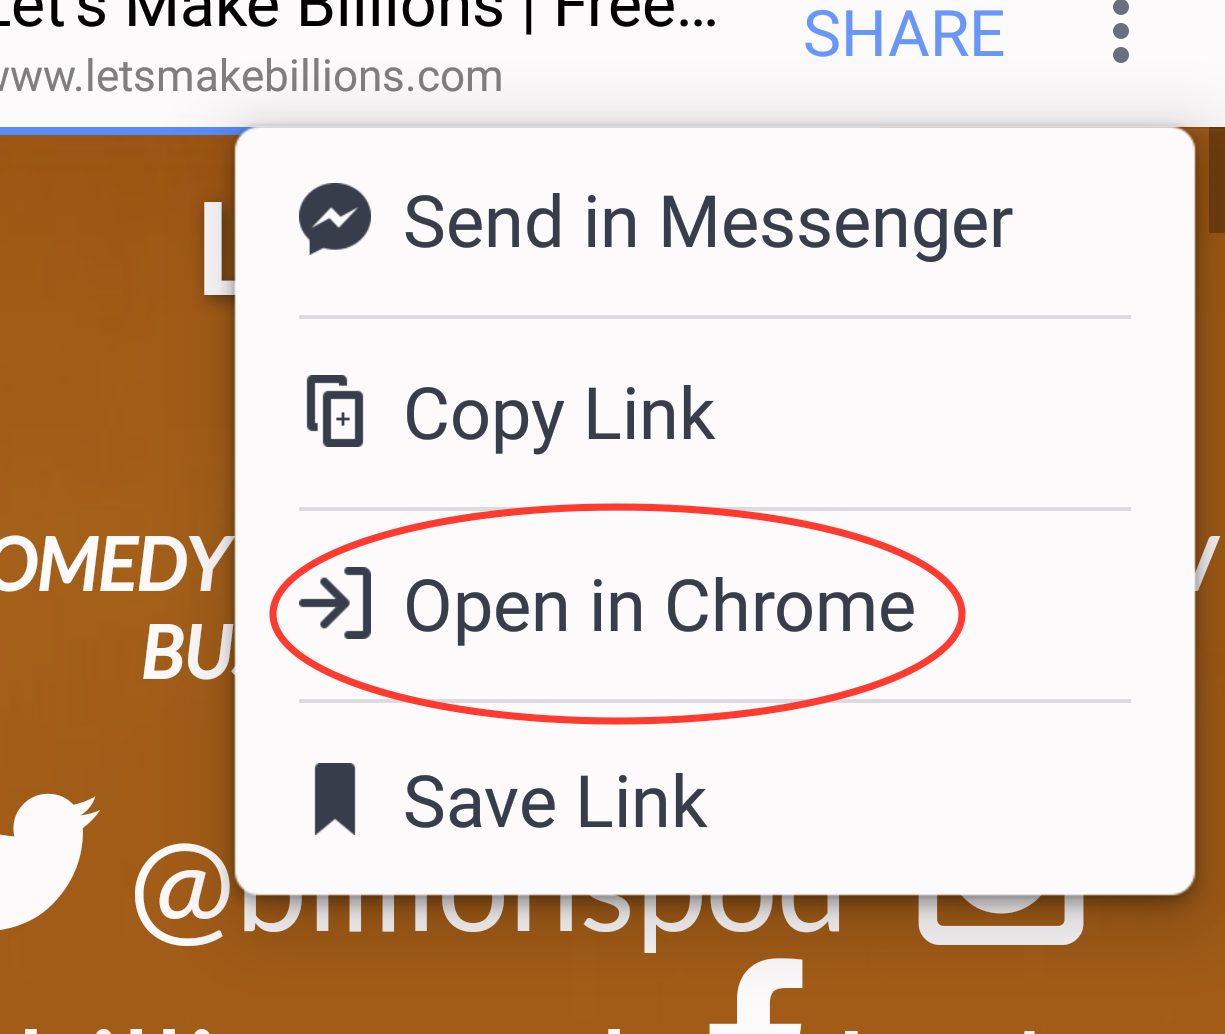 Let's Make Billions | Free...
www.letsmakebillions.com
SHARE
Send in Messenger
Copy Link
Open in Chrome
Save Link
L
OMEDY
BUS
@billionspod